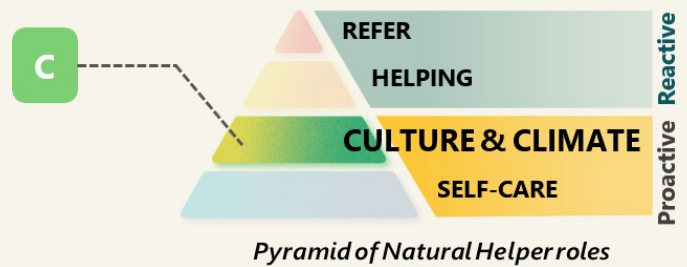 C
REFER
HELPING
CULTURE & CLIMATE
SELF-CARE
Reactive
Proactive
Pyramid of Natural Helper roles